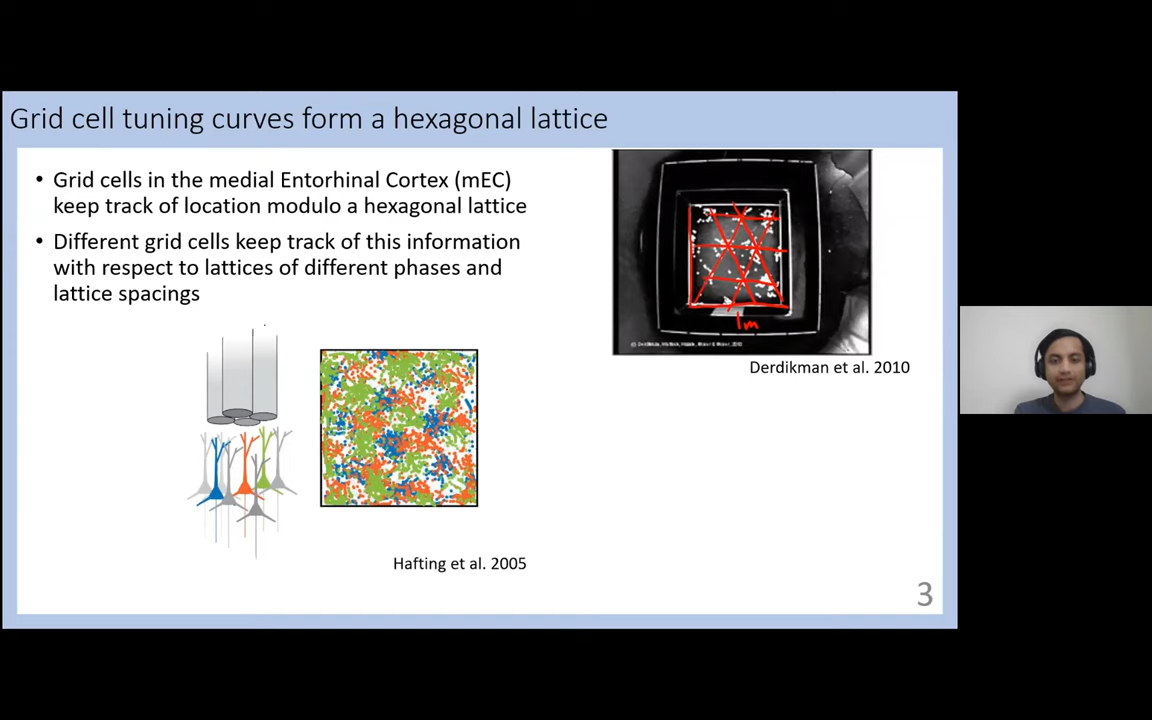 Grid cell tuning curves form a hexagonal lattice
• Grid cells in the medial Entorhinal Cortex (mEC)
keep track of location modulo a hexagonal lattice
• Different grid cells keep track of this information
with respect to lattices of different phases and
lattice spacings
1m
Derdikman et al. 2010
Hafting et al. 2005
3